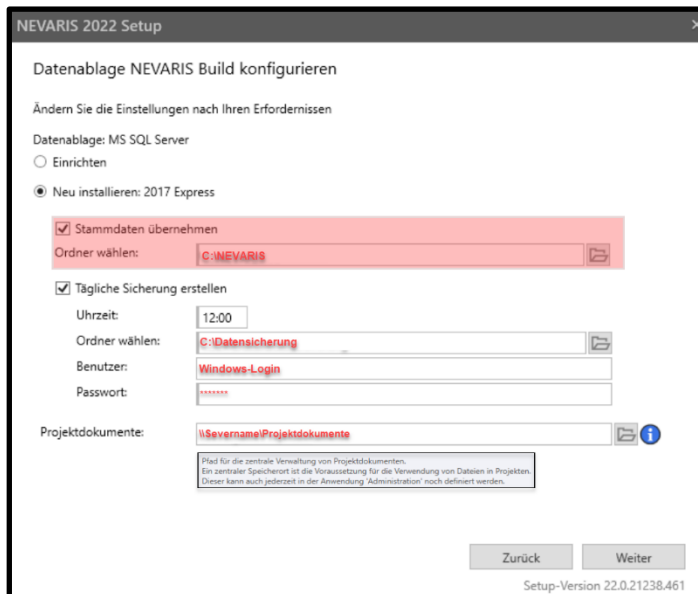 NEVARIS 2022 Setup
Datenablage NEVARIS Build konfigurieren
Ändern Sie die Einstellungen nach Ihren Erfordernissen
Datenablage: MS SQL Server
Einrichten
Neu installieren: 2017 Express
Stammdaten übernehmen
Ordner wählen: C:\NEVARIS
Tägliche Sicherung erstellen
Uhrzeit: 12:00
Ordner wählen: C:\Datensicherung
Benutzer: Windows-Login
Passwort: *******
Projektdokumente: \\Severname\Projektdokumente
Pfad für die zentrale Verwaltung von Projektdokumenten.
Ein zentraler Speicherort ist die Voraussetzung für die Verwendung von Dateien in Projekten.
Dieser kann auch jederzeit in der Anwendung 'Administration' noch definiert werden.
Zurück Weiter
Setup-Version 22.0.21238.461